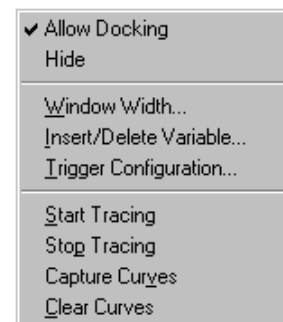 Allow Docking
Hide
Window Width...
Insert/Delete Variable...
Trigger Configuration...
Start Tracing
Stop Tracing
Capture Curves
Clear Curves